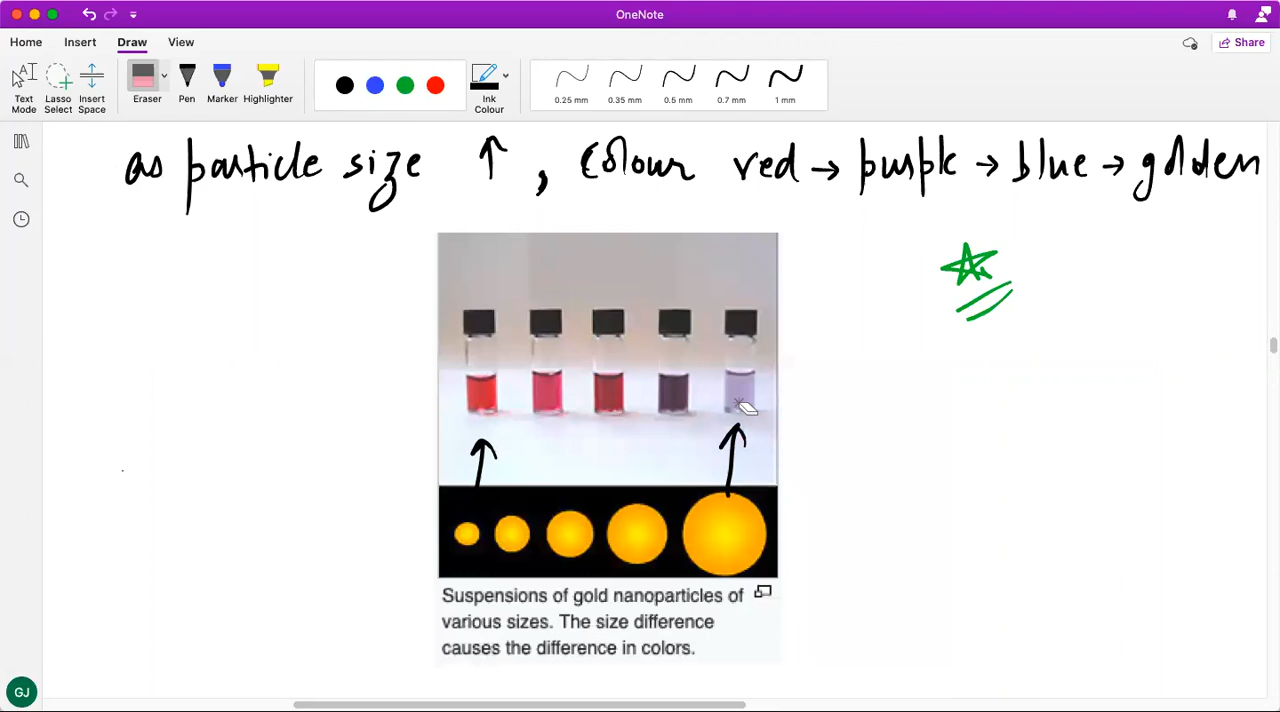 OneNote
Home Insert Draw View
Share
Text Mode
Lasso Select
Insert Space
Eraser
Pen
Marker
Highlighter
Ink Colour
0.25 mm
0.35 mm
0.5 mm
0.7 mm
1 mm
as particle size ↑, Colour red → purple → blue → golden
Suspensions of gold nanoparticles of
various sizes. The size difference
causes the difference in colors.
GJ